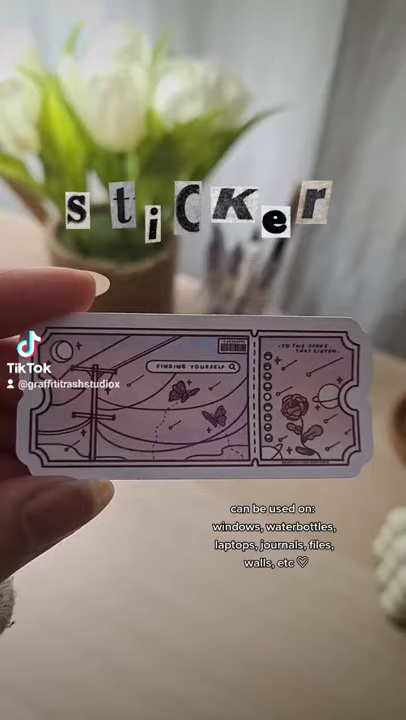 stiCKer
TikTok
@graffititrashstudiox
FINDING YOURSELF
-TO THE STARS
THAT LISTEN-
can be used on:
windows, waterbottles,
laptops, journals, files,
walls, etc ♡